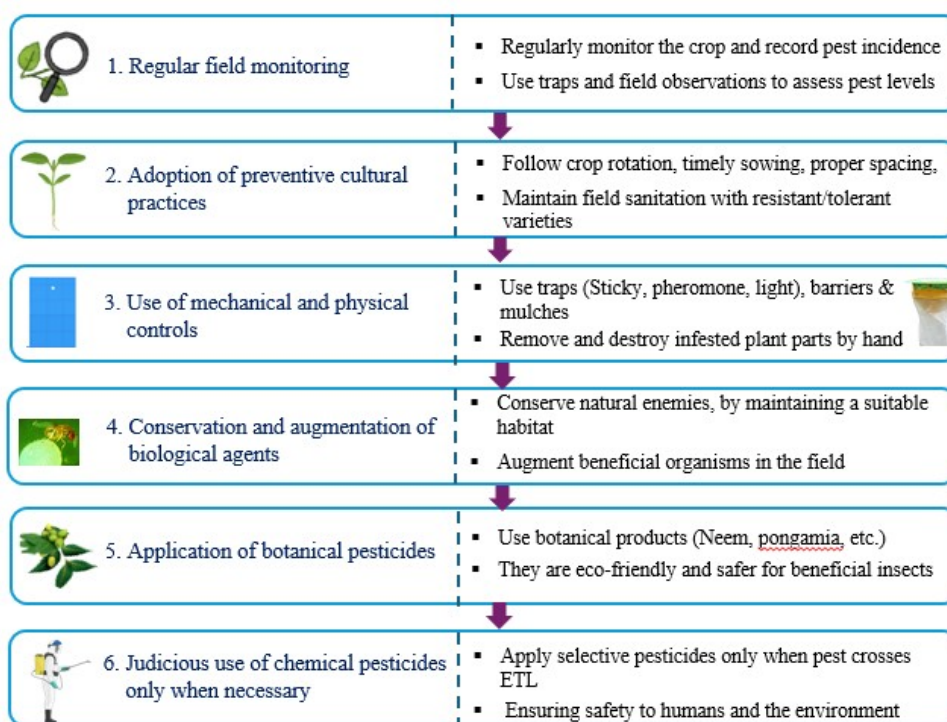 1. Regular field monitoring
▪ Regularly monitor the crop and record pest incidence
▪ Use traps and field observations to assess pest levels
2. Adoption of preventive cultural
practices
▪ Follow crop rotation, timely sowing, proper spacing,
▪ Maintain field sanitation with resistant/tolerant
varieties
3. Use of mechanical and physical
controls
▪ Use traps (Sticky, pheromone, light), barriers &
mulches
▪ Remove and destroy infested plant parts by hand
4. Conservation and augmentation of
biological agents
▪ Conserve natural enemies, by maintaining a suitable
habitat
▪ Augment beneficial organisms in the field
5. Application of botanical pesticides
▪ Use botanical products (Neem, pongamia, etc.)
▪ They are eco-friendly and safer for beneficial insects
6. Judicious use of chemical pesticides
only when necessary
▪ Apply selective pesticides only when pest crosses
ETL
▪ Ensuring safety to humans and the environment